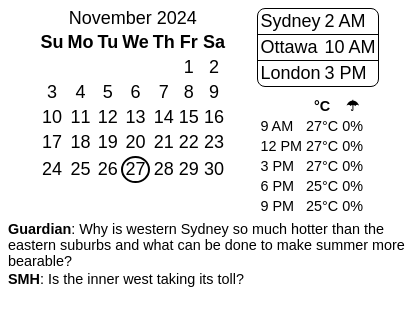 November 2024
Su Mo Tu We Th Fr Sa
1 2
3 4 5 6 7 8 9
10 11 12 13 14 15 16
17 18 19 20 21 22 23
24 25 26 27 28 29 30
Sydney 2 AM
Ottawa 10 AM
London 3 PM
°C ☂
9 AM 27°C 0%
12 PM 27°C 0%
3 PM 27°C 0%
6 PM 25°C 0%
9 PM 25°C 0%
Guardian: Why is western Sydney so much hotter than the
eastern suburbs and what can be done to make summer more
bearable?
SMH: Is the inner west taking its toll?